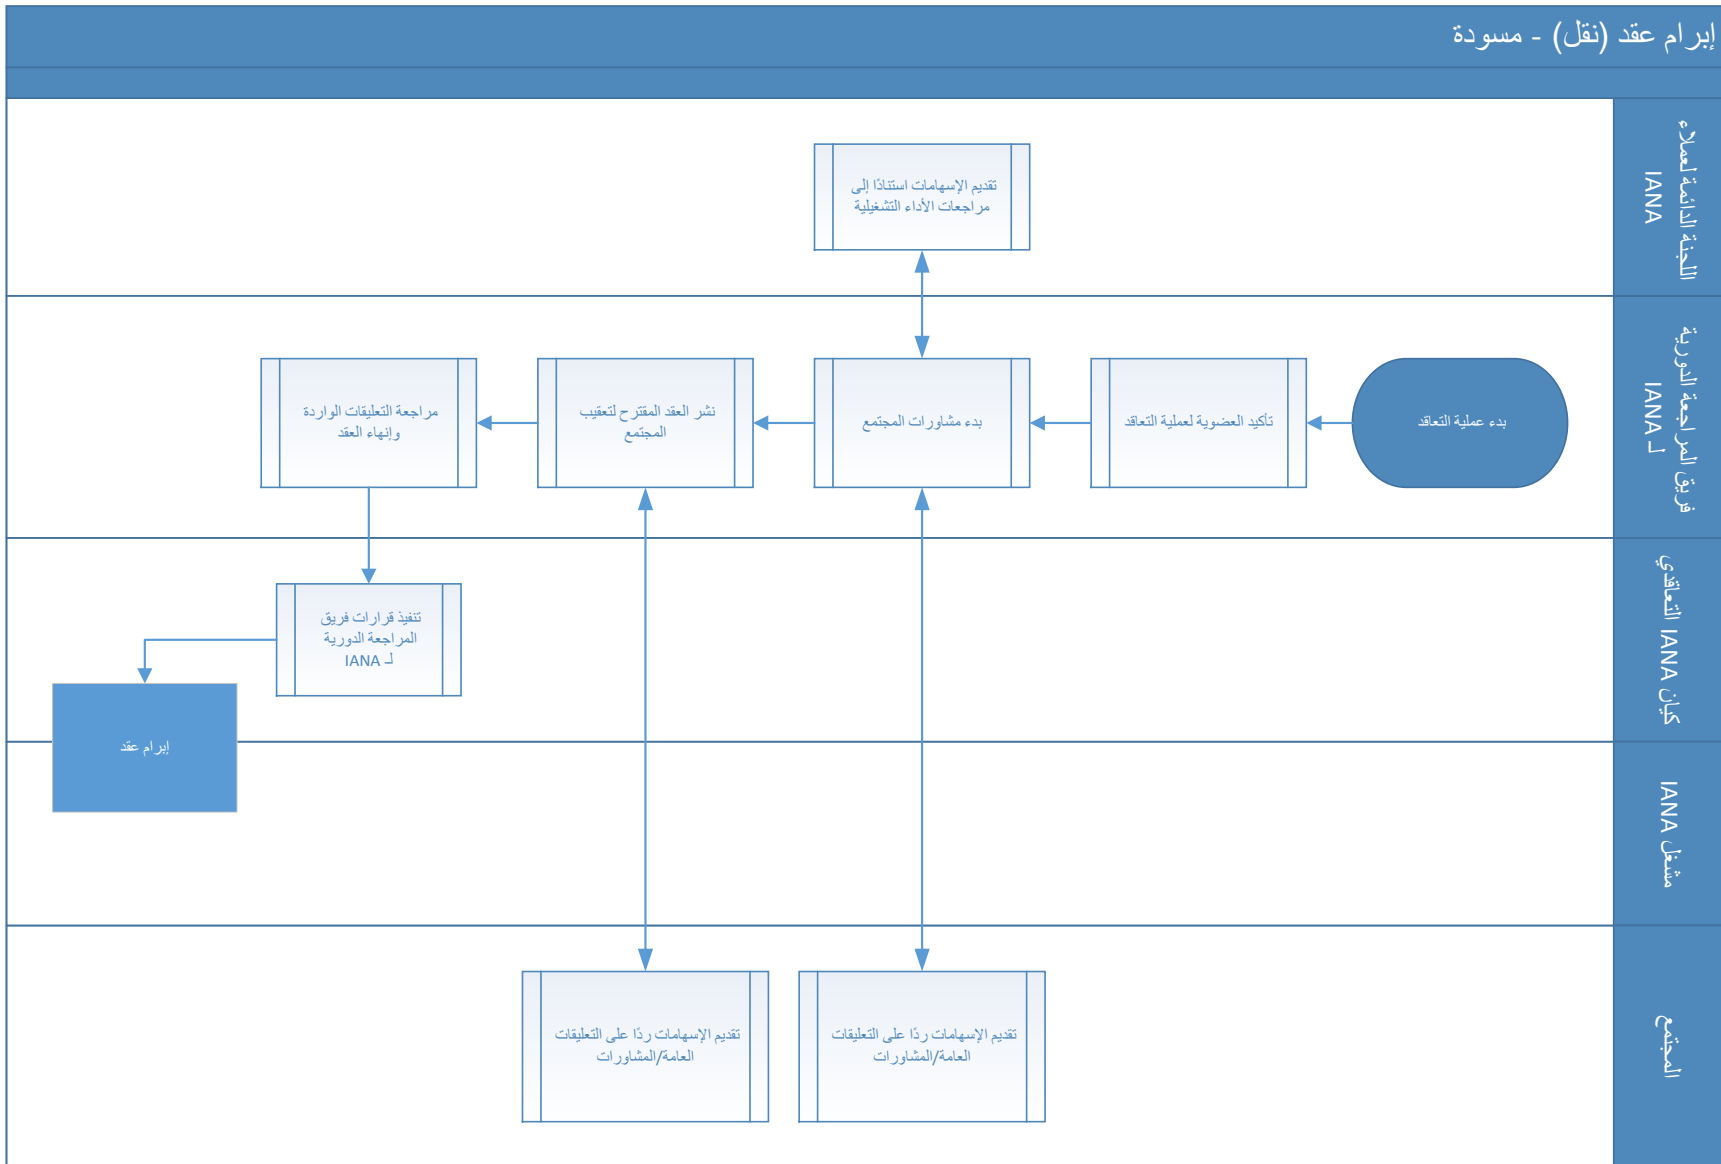 إبرام عقد (نقل) - مسودة
اللجنة الدائمة لعملاء
IANA
تقديم الإسهامات استنادًا إلى
مراجعات الأداء التشغيلية
فريق المراجعة الدورية
لـ IANA
بدء عملية التعاقد
تأكيد العضوية لعملية التعاقد
بدء مشاورات المجتمع
نشر العقد المقترح لتعقيب
المجتمع
مراجعة التعليقات الواردة
وإنهاء العقد
كيان IANA التعاقدي
تنفيذ قرارات فريق
المراجعة الدورية
لـ IANA
إبرام عقد
مشغل IANA
المجتمع
تقديم الإسهامات ردًا على التعليقات
العامة/المشاورات
تقديم الإسهامات ردًا على التعليقات
العامة/المشاورات